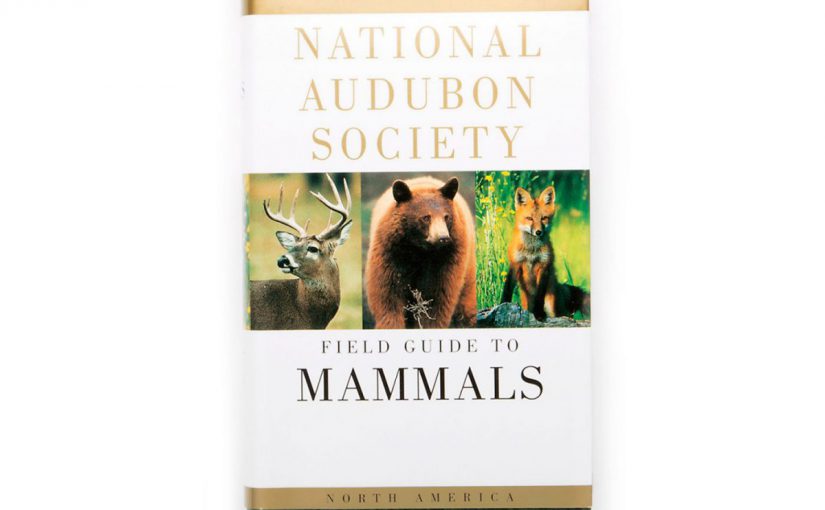 NATIONAL
AUDUBON
SOCIETY
FIELD GUIDE TO
MAMMALS
NORTH AMERICA